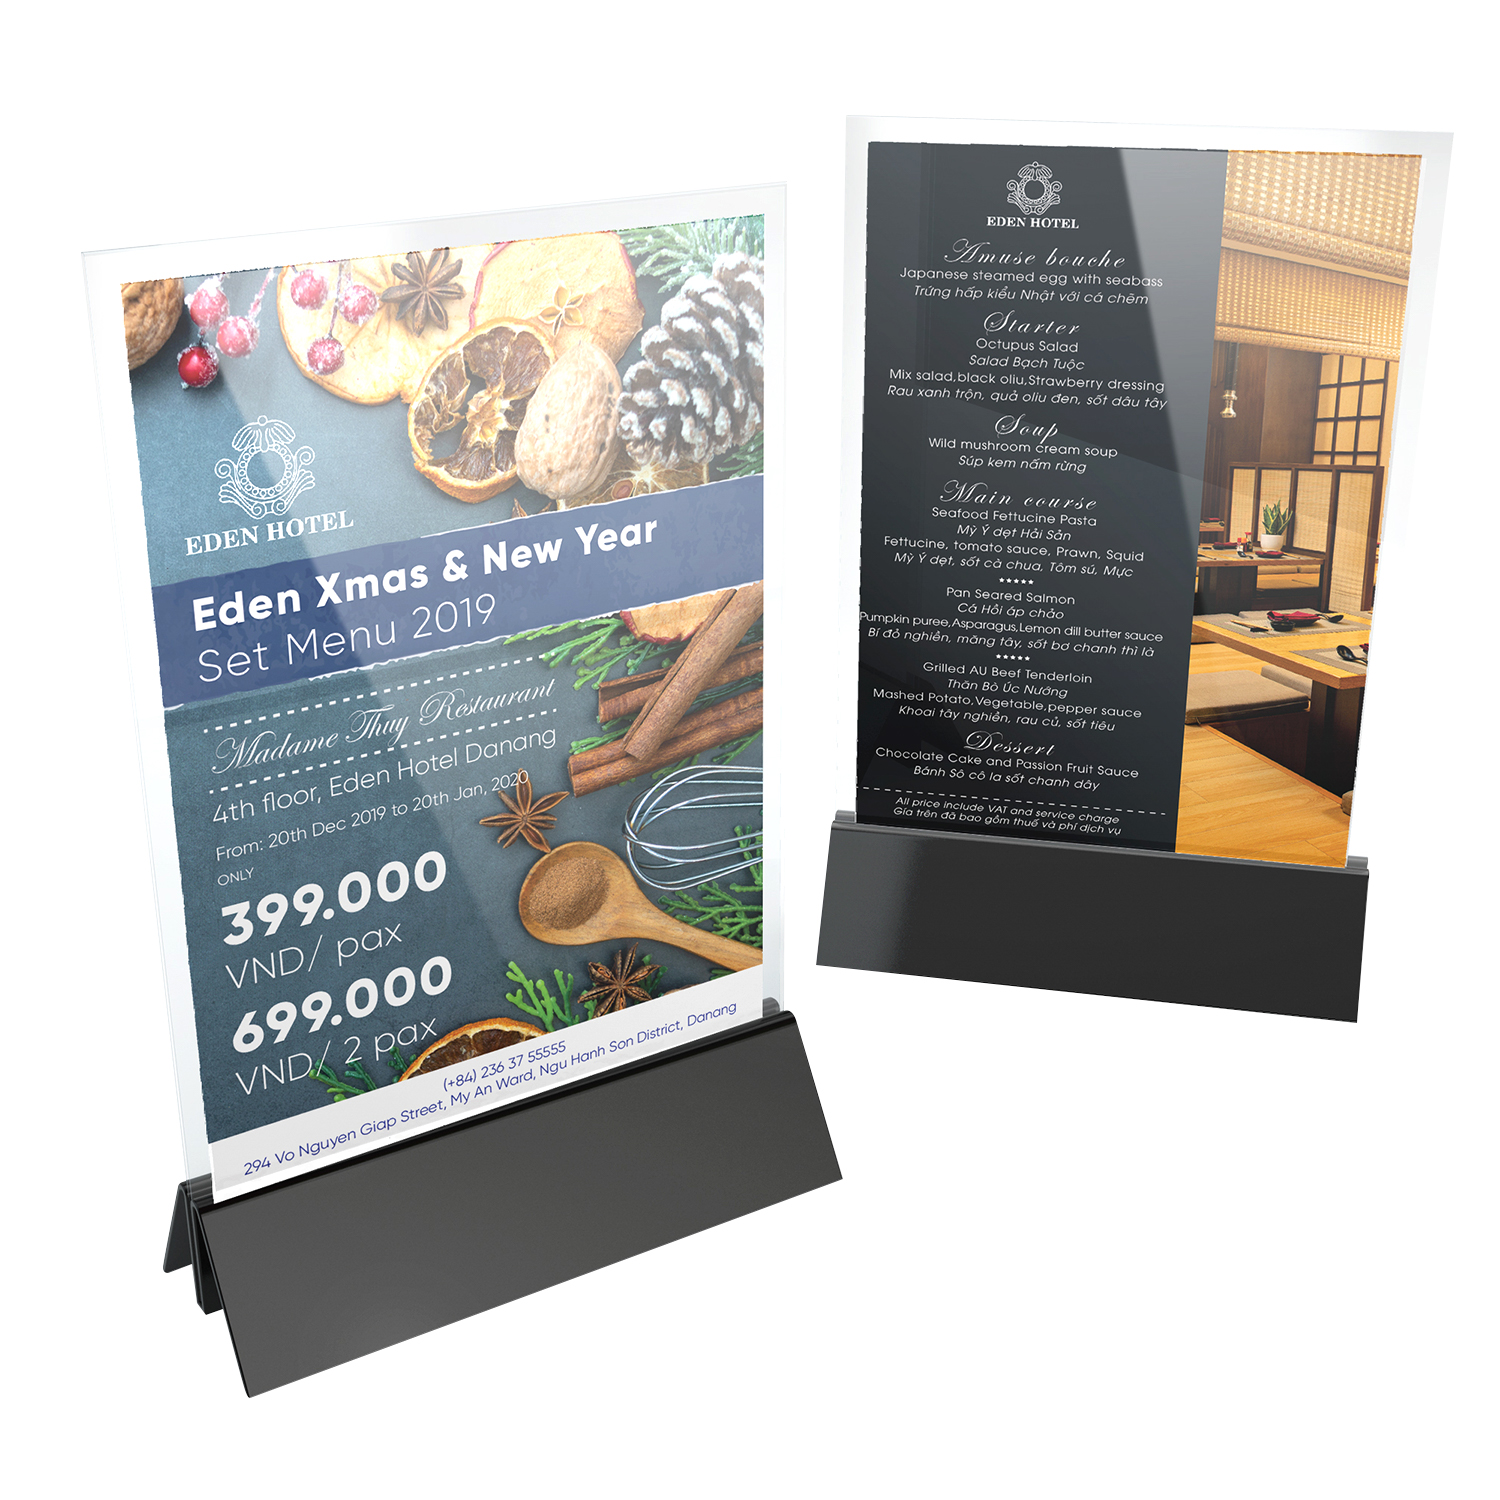 EDEN HOTEL
Eden Xmas & New Year
Set Menu 2019
Madame Thuy Restaurant
4th floor, Eden Hotel Danang
From: 20th Dec 2019 to 20th Jan, 2020
ONLY
399.000
VND/ pax
699.000
VND/ 2 pax
(+84) 236 37 55555
294 Vo Nguyen Giap Street, My An Ward, Ngu Hanh Son District, Danang
EDEN HOTEL
Amuse bouche
Japanese steamed egg with seabass
Trứng hấp kiểu Nhật với cá chẽm
Starter
Octupus Salad
Salad Bạch Tuộc
Mix salad,black oliu,Strawberry dressing
Rau xanh trộn, quả oliu đen, sốt dâu tây
Soup
Wild mushroom cream soup
Súp kem nấm rừng
Main course
Seafood Fettucine Pasta
Mỳ Ý dẹt Hải Sản
Fettucine, tomato sauce, Prawn, Squid
Mỳ Ý dẹt, sốt cà chua, Tôm sú, Mực
*****
Pan Seared Salmon
Cá Hồi áp chảo
Pumpkin puree,Asparagus,Lemon dill butter sauce
Bí đỏ nghiền, măng tây, sốt bơ chanh thì là
*****
Grilled AU Beef Tenderloin
Thăn Bò Úc Nướng
Mashed Potato,Vegetable,pepper sauce
Khoai tây nghiền, rau củ, sốt tiêu
Dessert
Chocolate Cake and Passion Fruit Sauce
Bánh Sô cô la sốt chanh dây
All price include VAT and service charge
Gía trên đã bao gồm thuế và phí dịch vụ